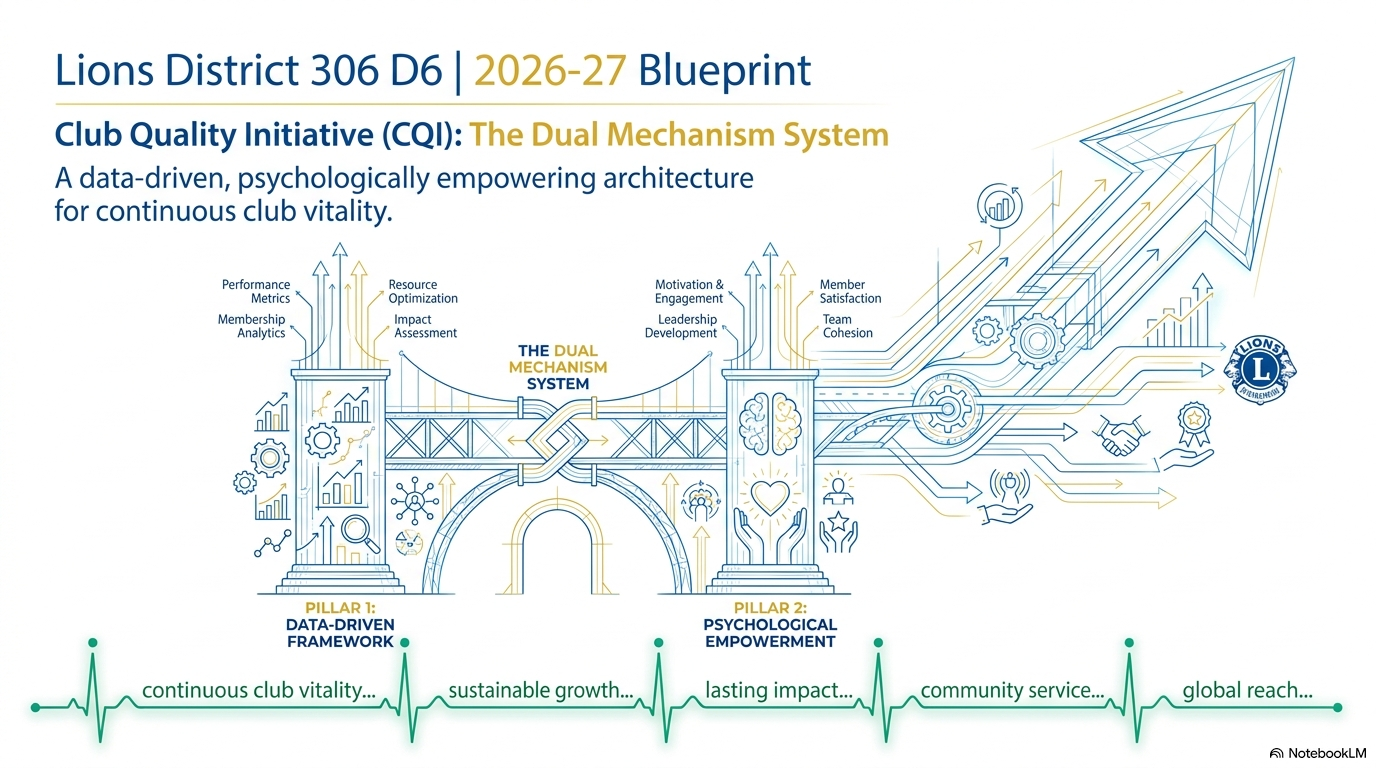 Lions District 306 D6 | 2026-27 Blueprint
Club Quality Initiative (CQI): The Dual Mechanism System
A data-driven, psychologically empowering architecture
for continuous club vitality.
Performance
Metrics
Resource
Optimization
Membership
Analytics
Impact
Assessment
Motivation &
Engagement
Member
Satisfaction
Leadership
Development
Team
Cohesion
THE DUAL
MECHANISM
SYSTEM
LIONS
L
PILLAR 1:
DATA-DRIVEN
FRAMEWORK
PILLAR 2:
PSYCHOLOGICAL
EMPOWERMENT
continuous club vitality...
sustainable growth...
lasting impact...
community service...
global reach...
NotebookLM